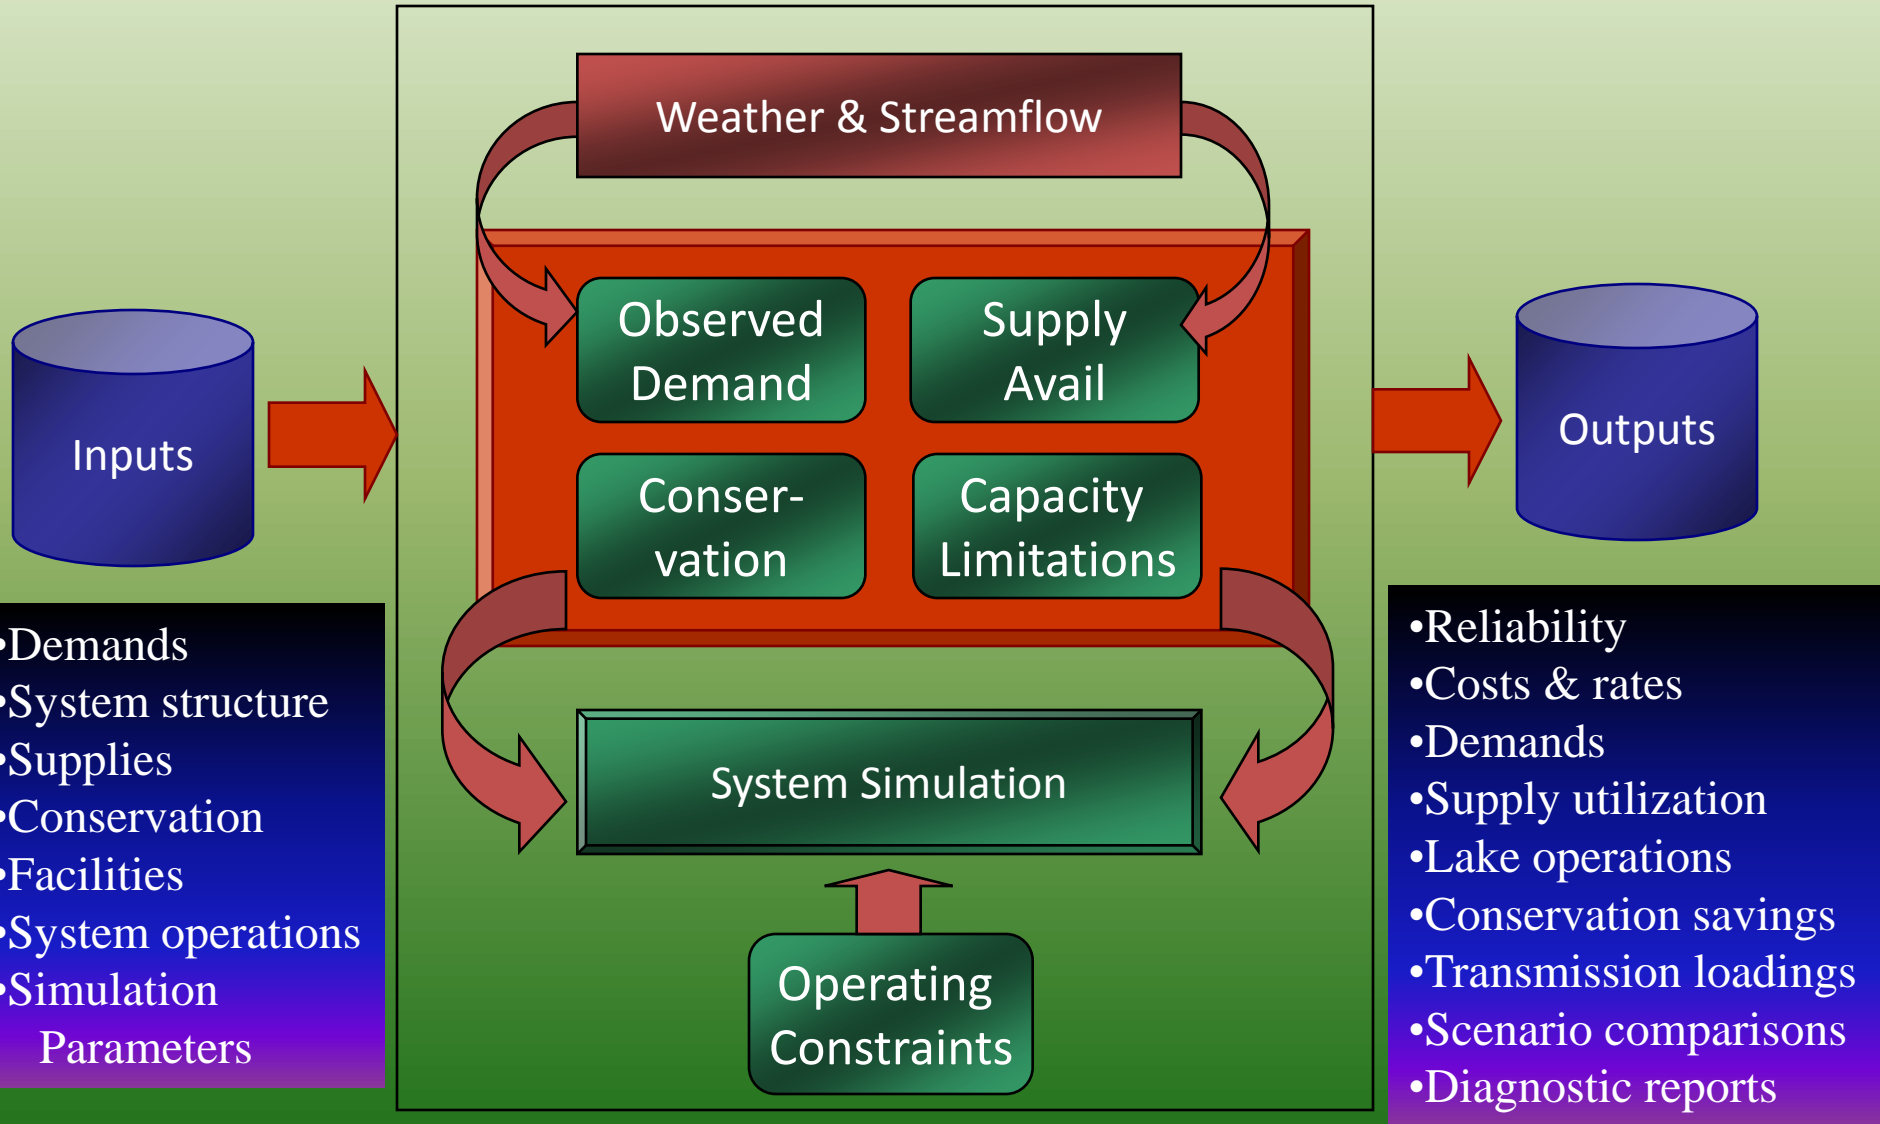 Weather & Streamflow
Observed
Demand
Supply
Avail
Conser-
vation
Capacity
Limitations
System Simulation
Operating
Constraints
Inputs
•Demands
•System structure
•Supplies
•Conservation
•Facilities
•System operations
•Simulation
Parameters
Outputs
•Reliability
•Costs & rates
•Demands
•Supply utilization
•Lake operations
•Conservation savings
•Transmission loadings
•Scenario comparisons
•Diagnostic reports